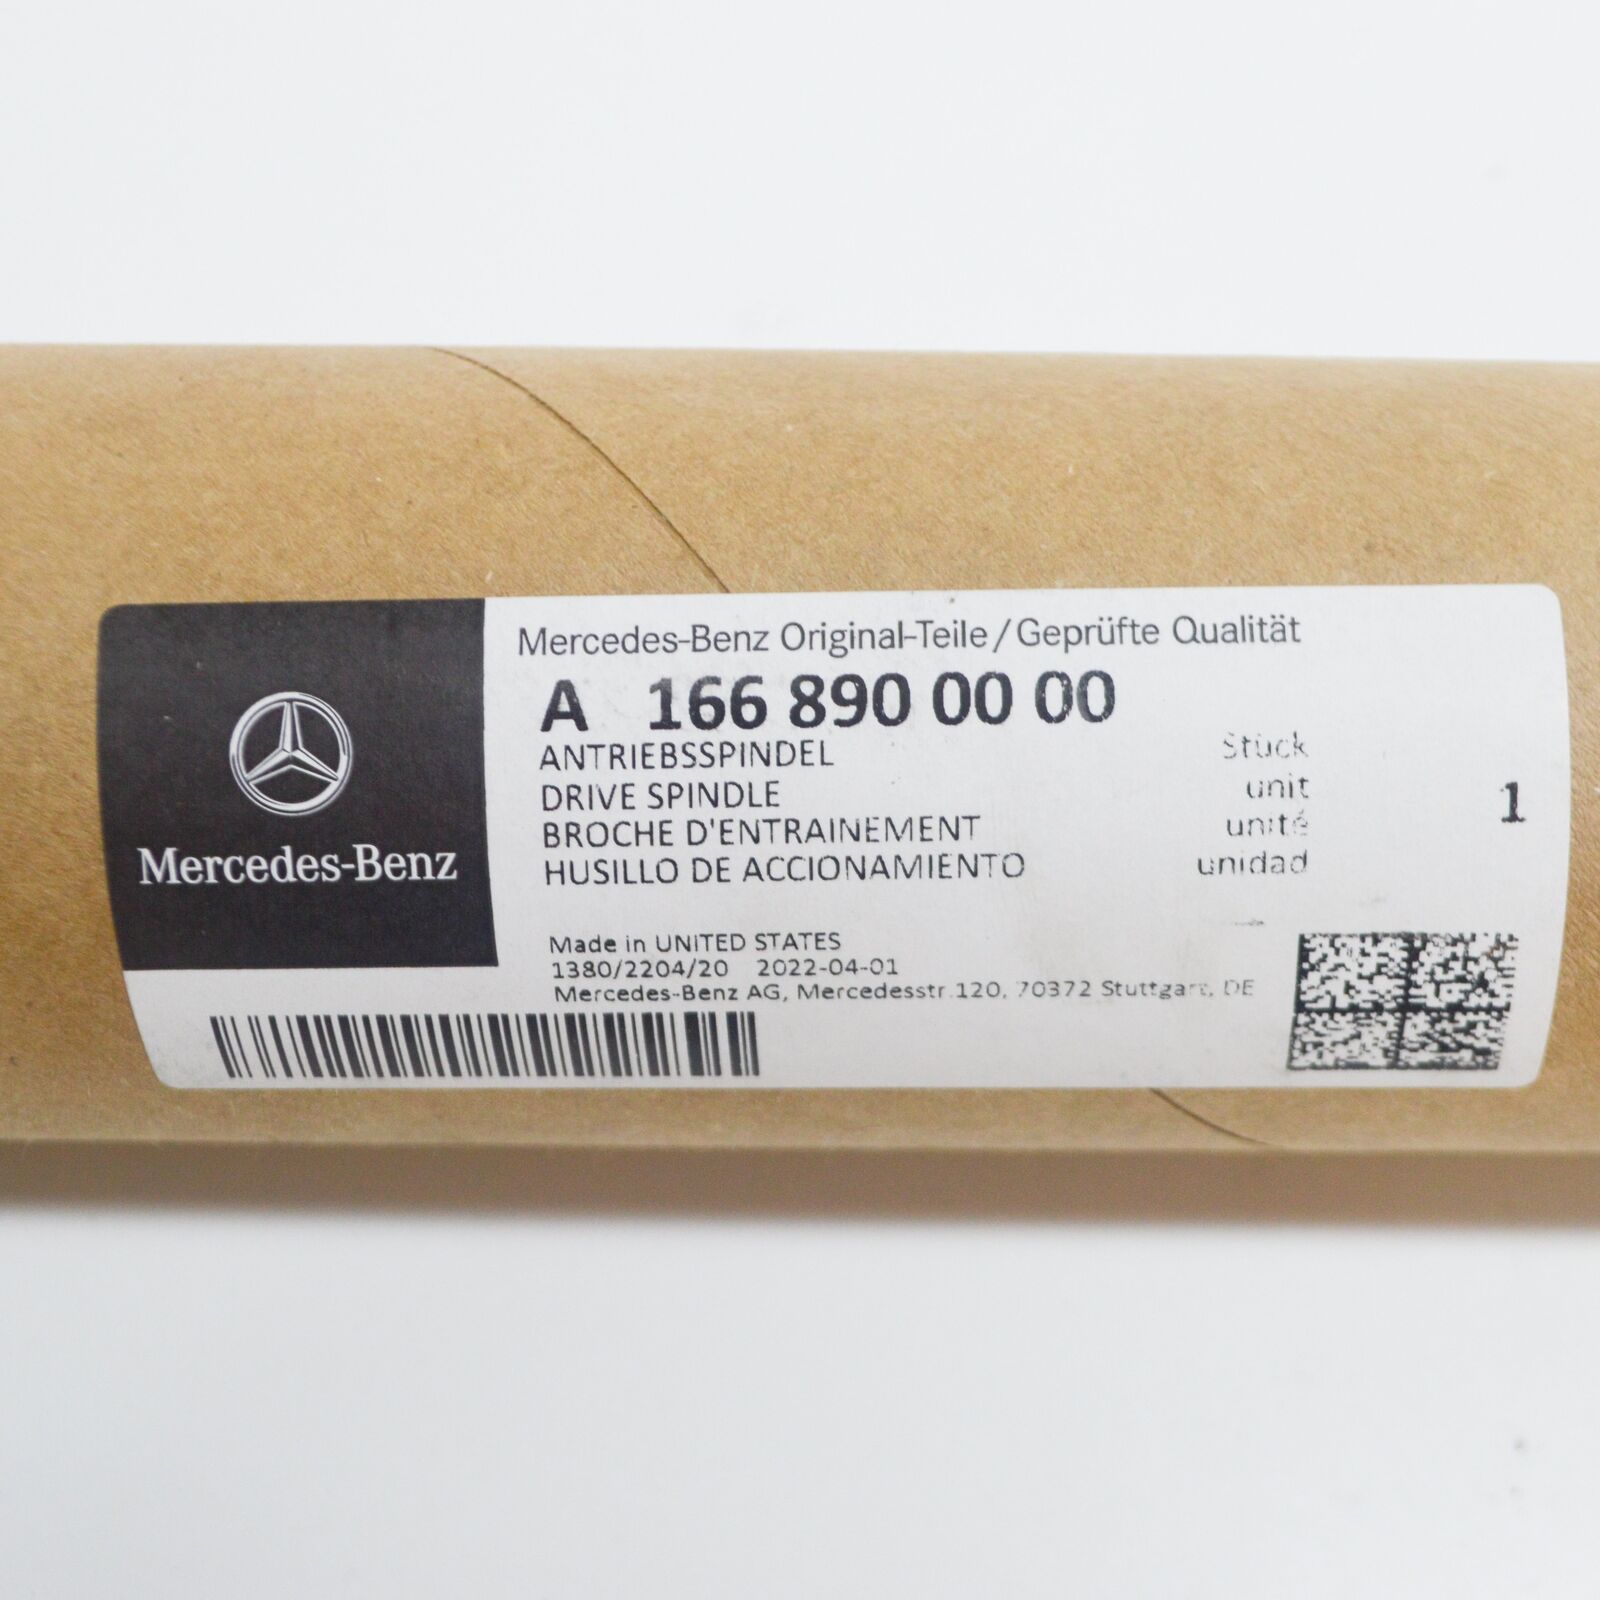 Mercedes-Benz
Mercedes-Benz Original-Teile/Geprüfte Qualität
A 166 890 00 00
ANTRIEBSSPINDEL Stück
DRIVE SPINDLE unit 1
BROCHE D'ENTRAINEMENT unité
HUSILLO DE ACCIONAMIENTO unidad
Made in UNITED STATES
1380/2204/20 2022-04-01
Mercedes-Benz AG, Mercedesstr.120, 70372 Stuttgart, DE